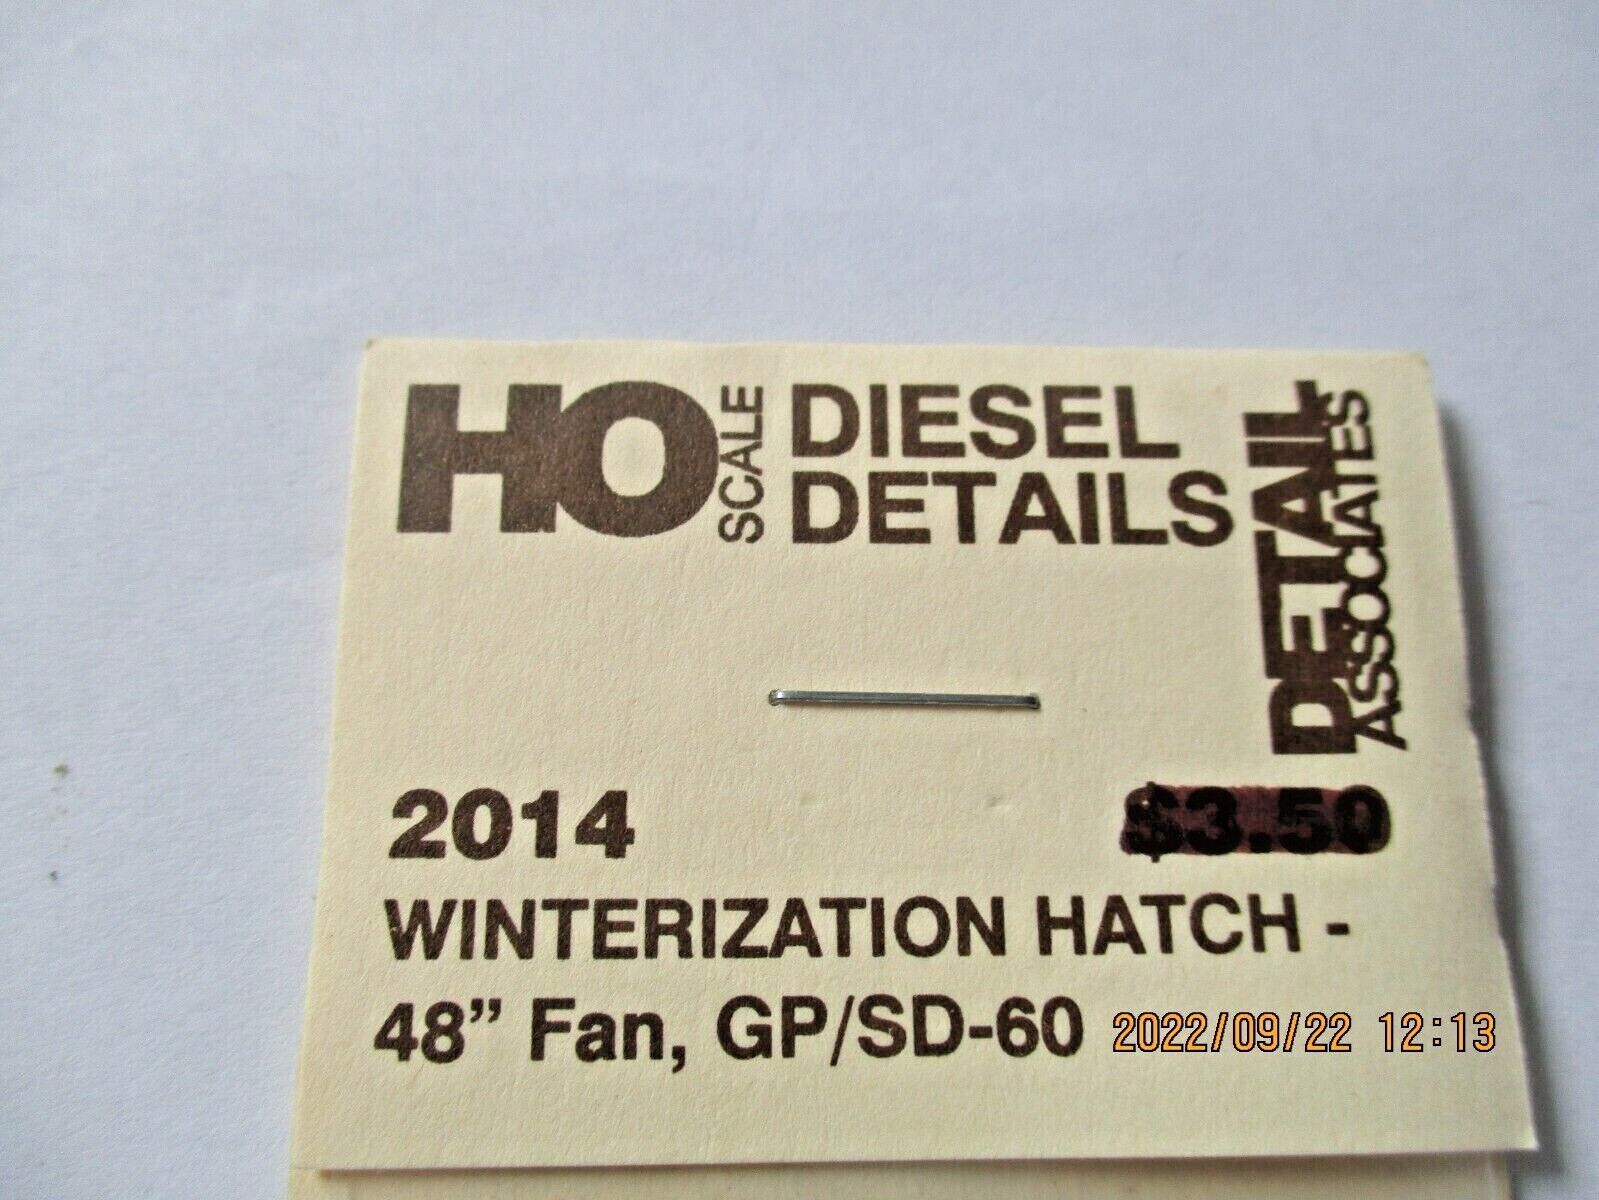 HO SCALE DIESEL
DETAILS
DETAIL
ASSOCIATES
2014 $3.50
WINTERIZATION HATCH -
48” Fan, GP/SD-60
2022/09/22 12:13